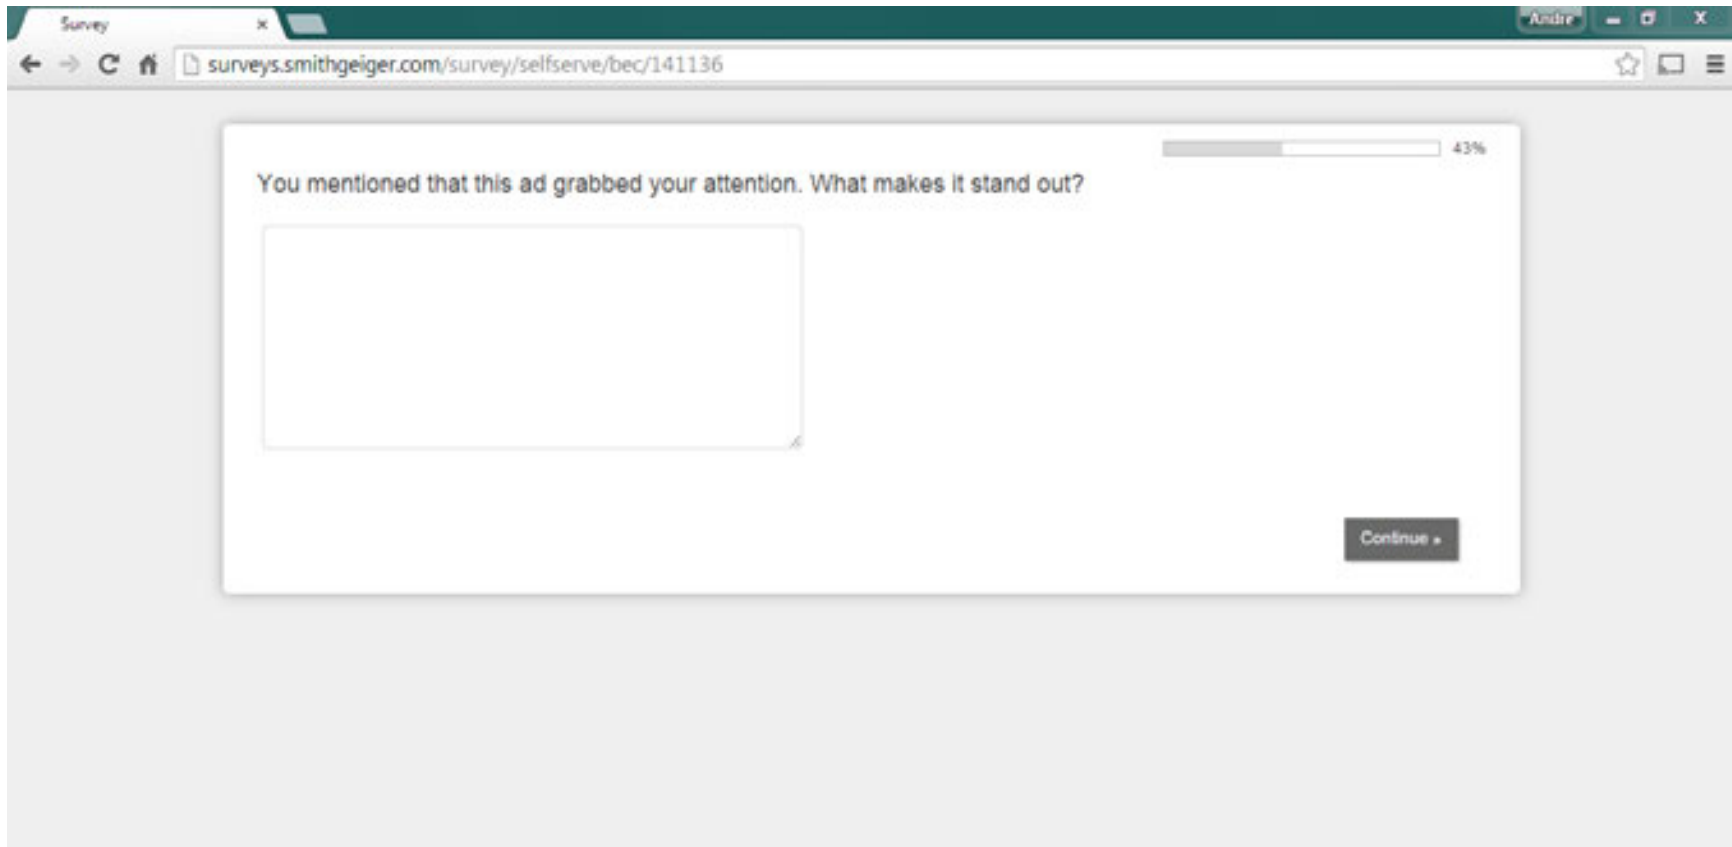 Survey
Andre
surveys.smithgeiger.com/survey/selfserve/bec/141136
43%
You mentioned that this ad grabbed your attention. What makes it stand out?
Continue »